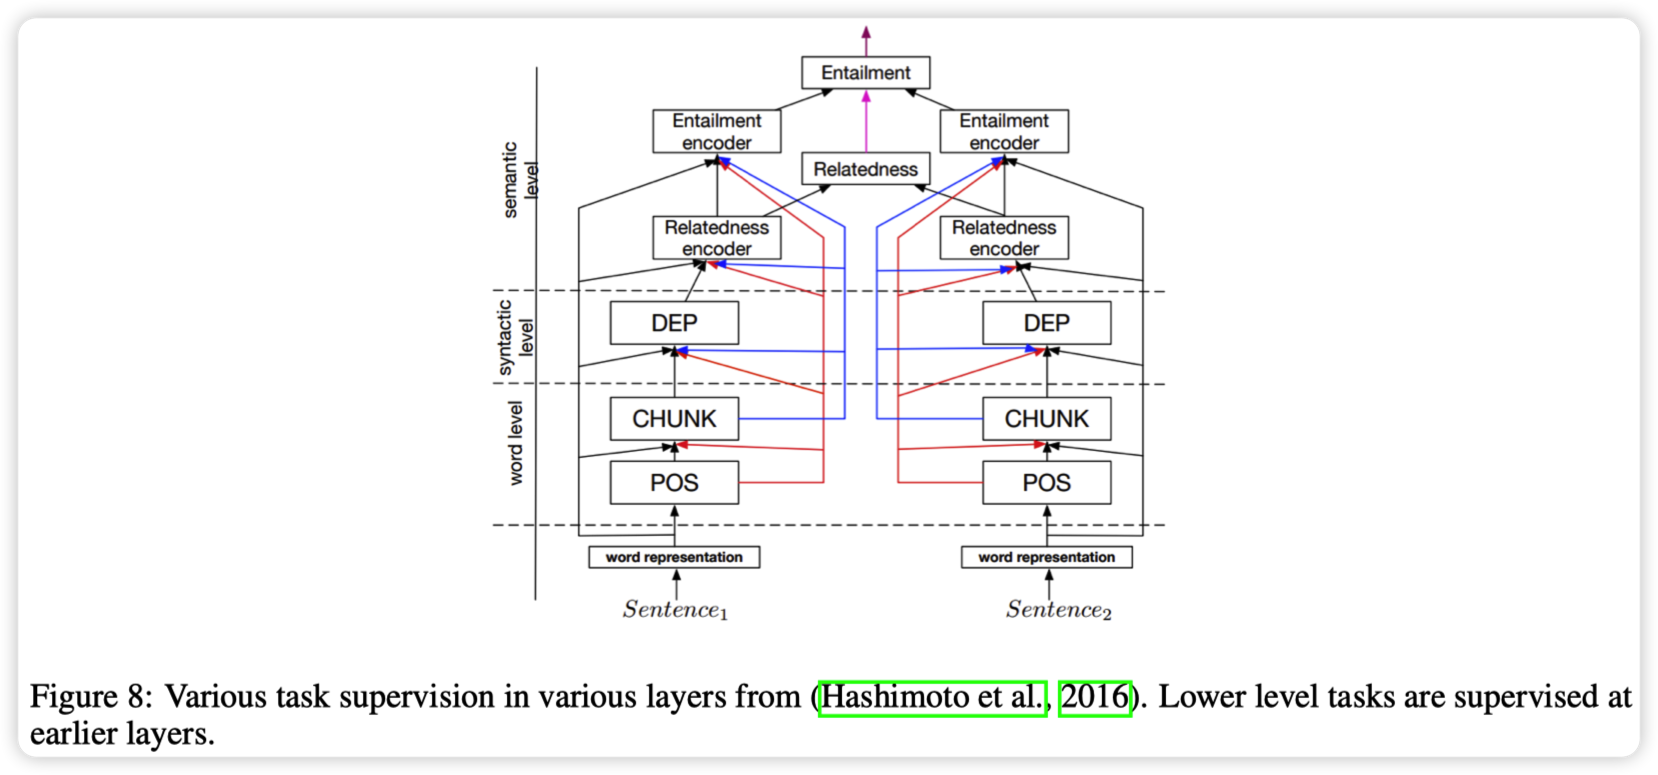 Entailment
Entailment
encoder
Entailment
encoder
Relatedness
semantic
level
Relatedness
encoder
Relatedness
encoder
syntactic
level
DEP
DEP
word level
CHUNK
CHUNK
POS
POS
word representation
word representation
Sentence₁
Sentence₂
Figure 8: Various task supervision in various layers from (Hashimoto et al., 2016). Lower level tasks are supervised at
earlier layers.